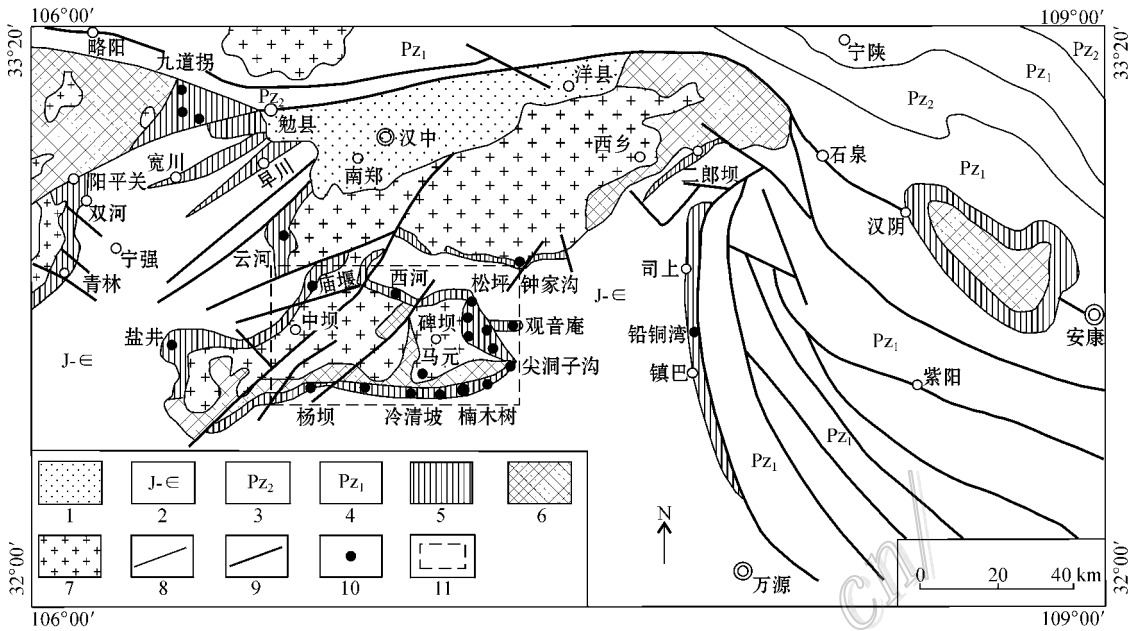 106°00′
109°00′
33°20′
33°20′
略阳
Pz₁
宁陕
Pz₂
九道拐
洋县
Pz₁
Pz₂
Pz₂
勉县
汉中
西乡
石泉
宽川
旱川
南郑
二郎坝
Pz₁
阳平关
双河
汉阴
宁强
云河
司上
青林
庙堰
西河
松坪
钟家沟
J-∈
盐井
中坝
碑坝
观音庵
铅铜湾
安康
J-∈
马元
尖洞子沟
镇巴
Pz₁
紫阳
杨坝
冷清坡
楠木树
Pz₁
Pz₁
J-∈
Pz₂
Pz₁
1
2
3
4
5
6
N
7
8
9
10
11
万源
0
20
40 km
cn/
32°00′
32°00′
106°00′
109°00′